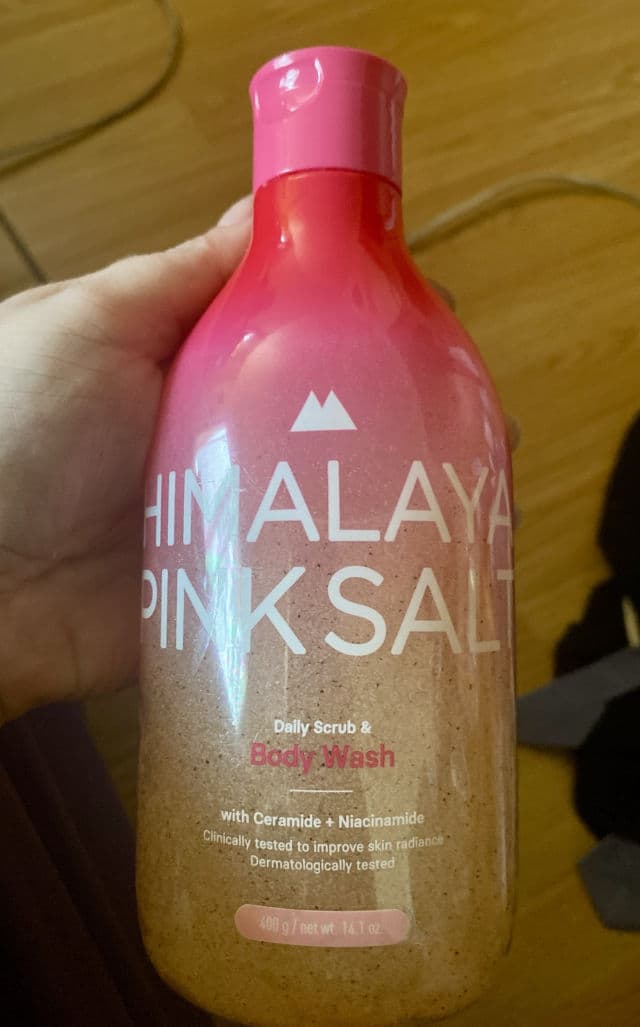 HIMALAYA
PINK SALT
Daily Scrub &
Body Wash
with Ceramide + Niacinamide
Clinically tested to improve skin radiance
Dermatologically tested
400 g / net wt. 14.1 oz.